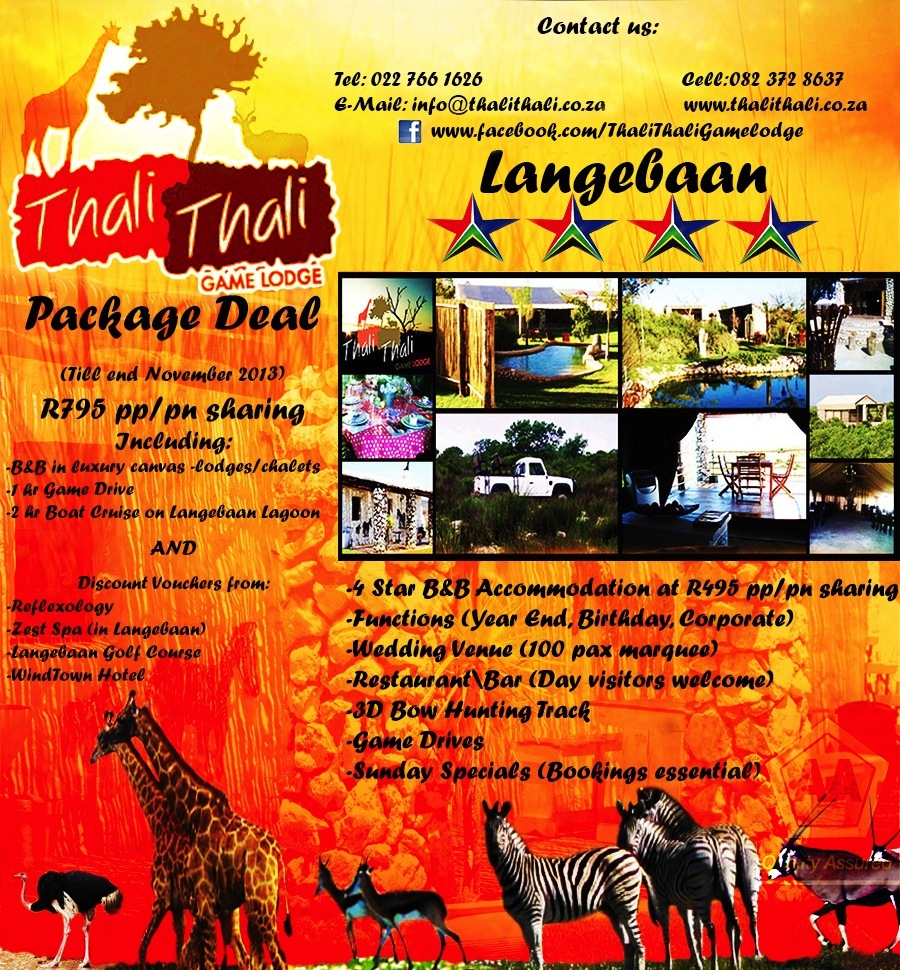 Contact us:
Tel: 022 766 1626
Cell:082 372 8637
E-Mail: info@thalithali.co.za
www.thalithali.co.za
f www.facebook.com/ThaliThaliGamelodge
Langebaan
Thali Thali
GAME LODGE
Package Deal
(Till end November 2013)
R795 pp/pn sharing
Including:
-B&B in luxury canvas -lodges/chalets
-1 hr Game Drive
-2 hr Boat Cruise on Langebaan Lagoon
AND
Discount Vouchers from:
-Reflexology
-Zest Spa (in Langebaan)
-Langebaan Golf Course
-WindTown Hotel
Thali Thali
GAME LODGE
-4 Star B&B Accommodation at R495 pp/pn sharing
-Functions (Year End, Birthday, Corporate)
-Wedding Venue (100 pax marquee)
-Restaurant\Bar (Day visitors welcome)
-3D Bow Hunting Track
-Game Drives
-Sunday Specials (Bookings essential)
AA
Quality Assured